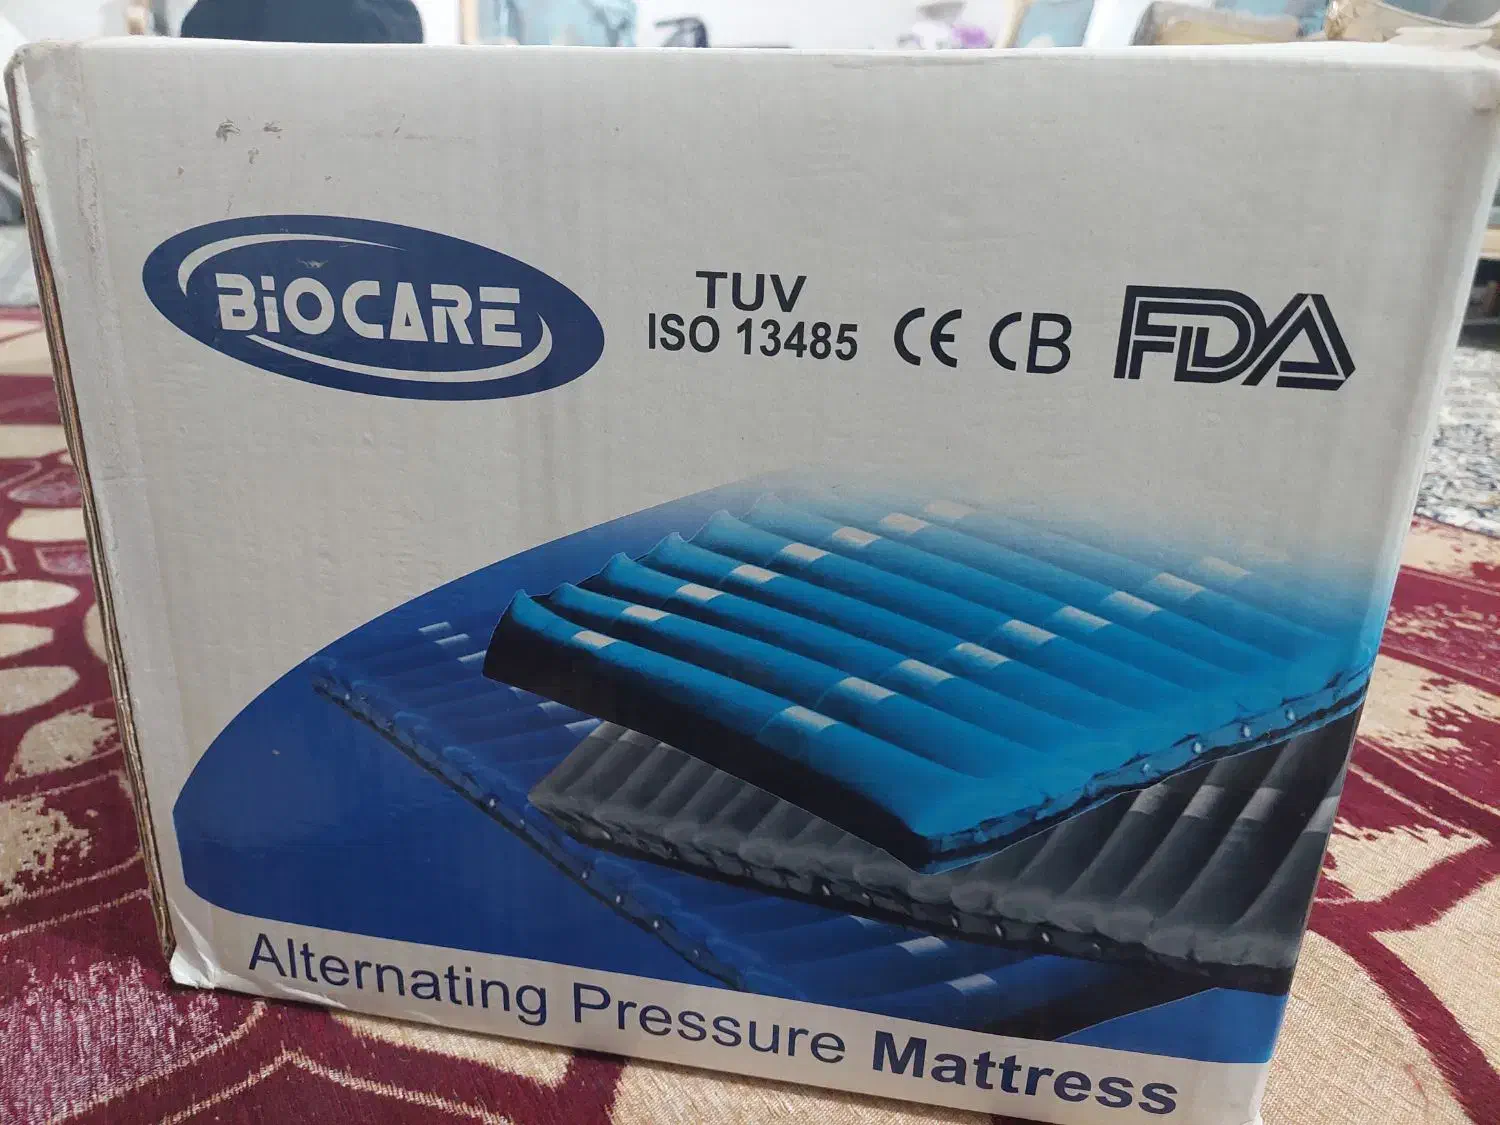 BiOCARE
TUV
ISO 13485 CE CB FDA
Alternating Pressure Mattress